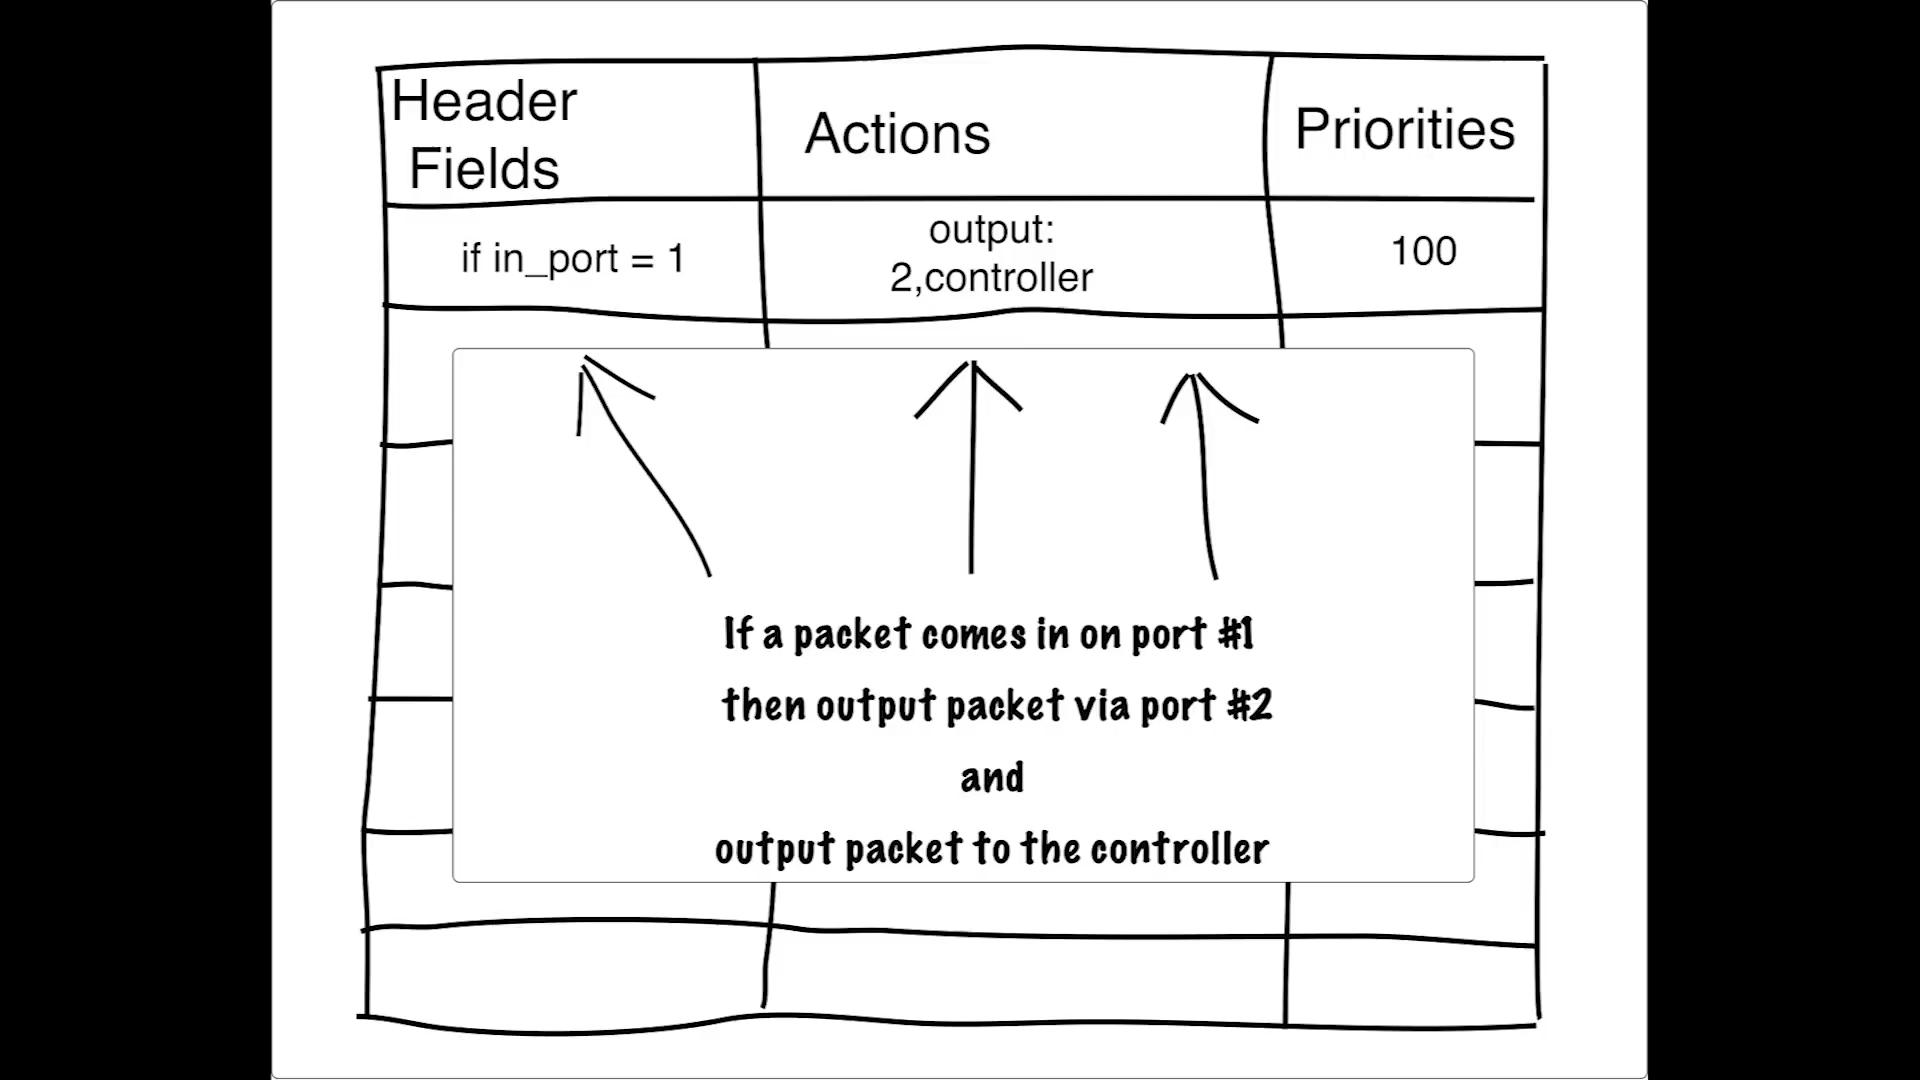 Header
Fields
Actions
Priorities
if in_port = 1
output:
2,controller
100
If a packet comes in on port #1
then output packet via port #2
and
output packet to the controller